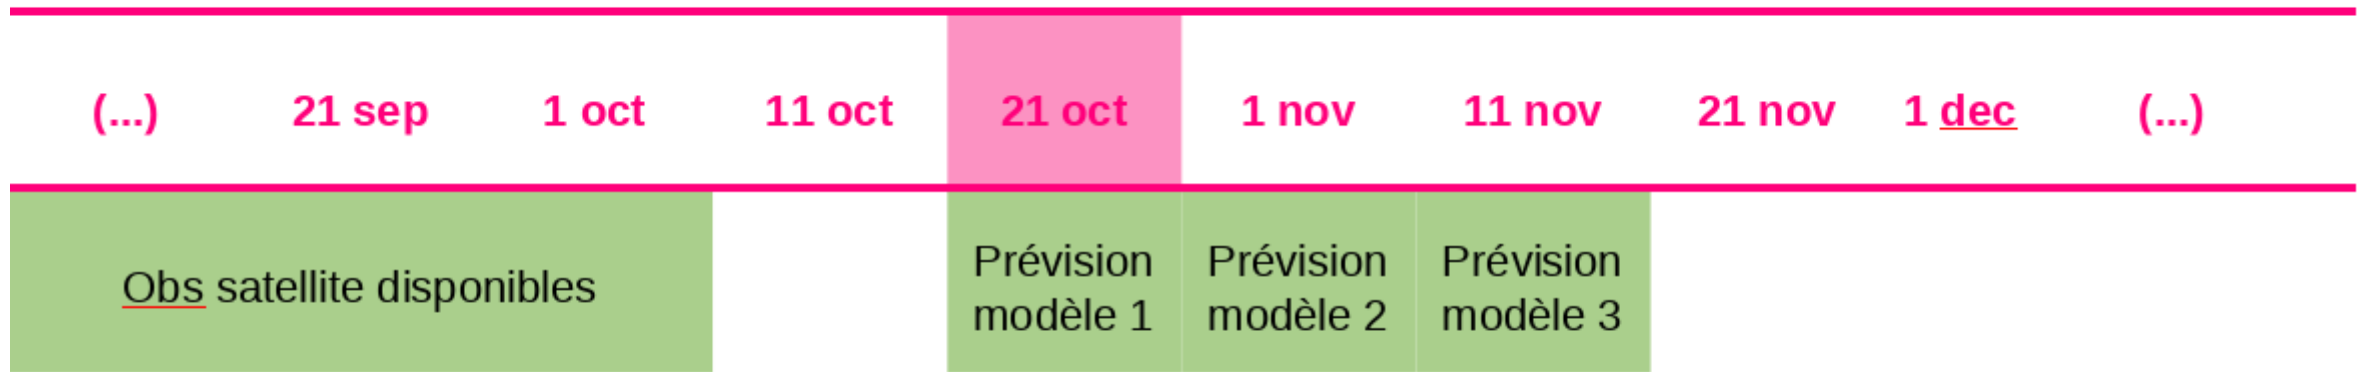 (...) 21 sep 1 oct 11 oct 21 oct 1 nov 11 nov 21 nov 1 dec (...)
Obs satellite disponibles
Prévision
modèle 1
Prévision
modèle 2
Prévision
modèle 3